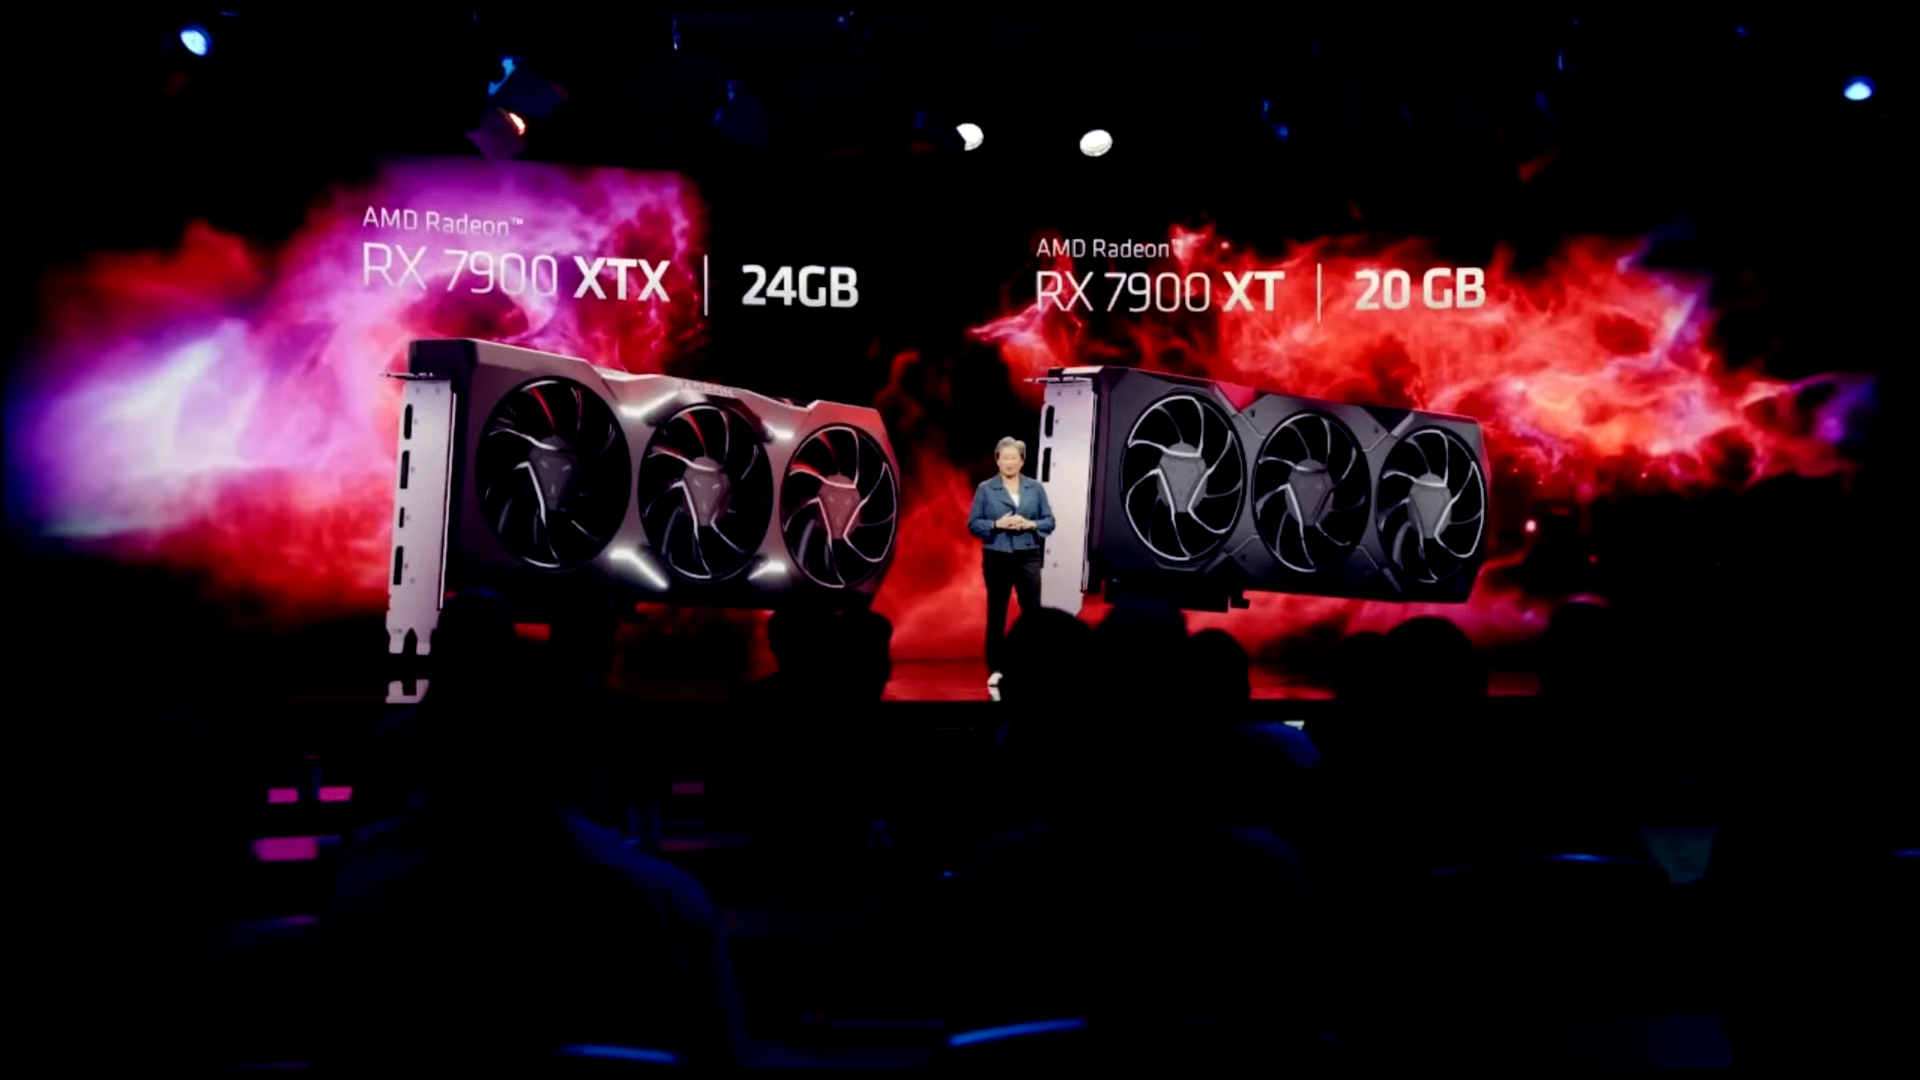 AMD Radeon™
RX 7900 XTX | 24GB
AMD Radeon™
RX 7900 XT | 20 GB